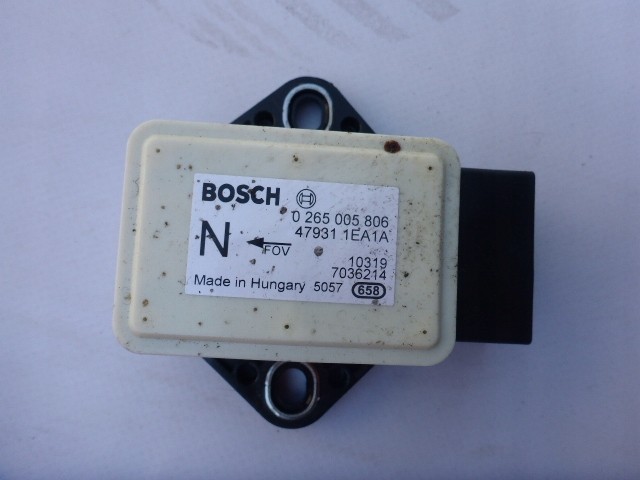 BOSCH
0 265 005 806
47931 1EA1A
N
FOV
10319
7036214
Made in Hungary 5057 658